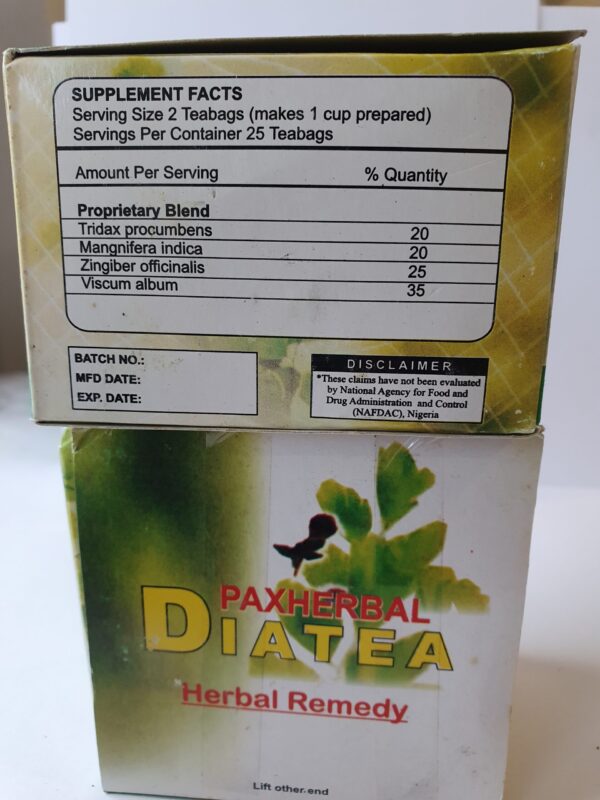 SUPPLEMENT FACTS
Serving Size 2 Teabags (makes 1 cup prepared)
Servings Per Container 25 Teabags
Amount Per Serving % Quantity
Proprietary Blend
Tridax procumbens 20
Mangnifera indica 20
Zingiber officinalis 25
Viscum album 35
BATCH NO.:
MFD DATE:
EXP. DATE:
DISCLAIMER
*These claims have not been evaluated
by National Agency for Food and
Drug Administration and Control
(NAFDAC), Nigeria
PAXHERBAL
DIATEA
Herbal Remedy
Lift other end